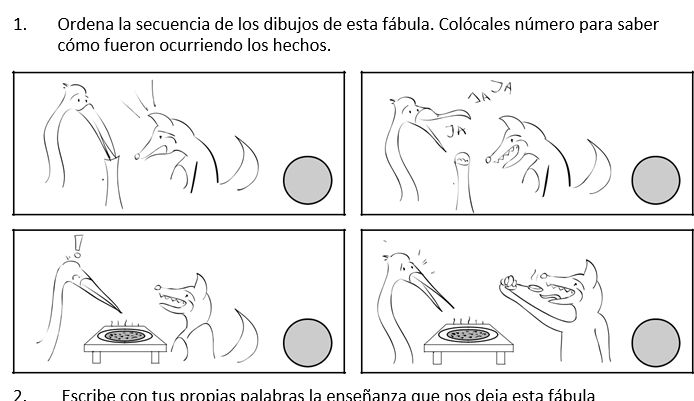 1. Ordena la secuencia de los dibujos de esta fábula. Colócales número para saber
cómo fueron ocurriendo los hechos.
JA JA
JA
!
2. Escribe con tus propias palabras la enseñanza que nos deja esta fábula